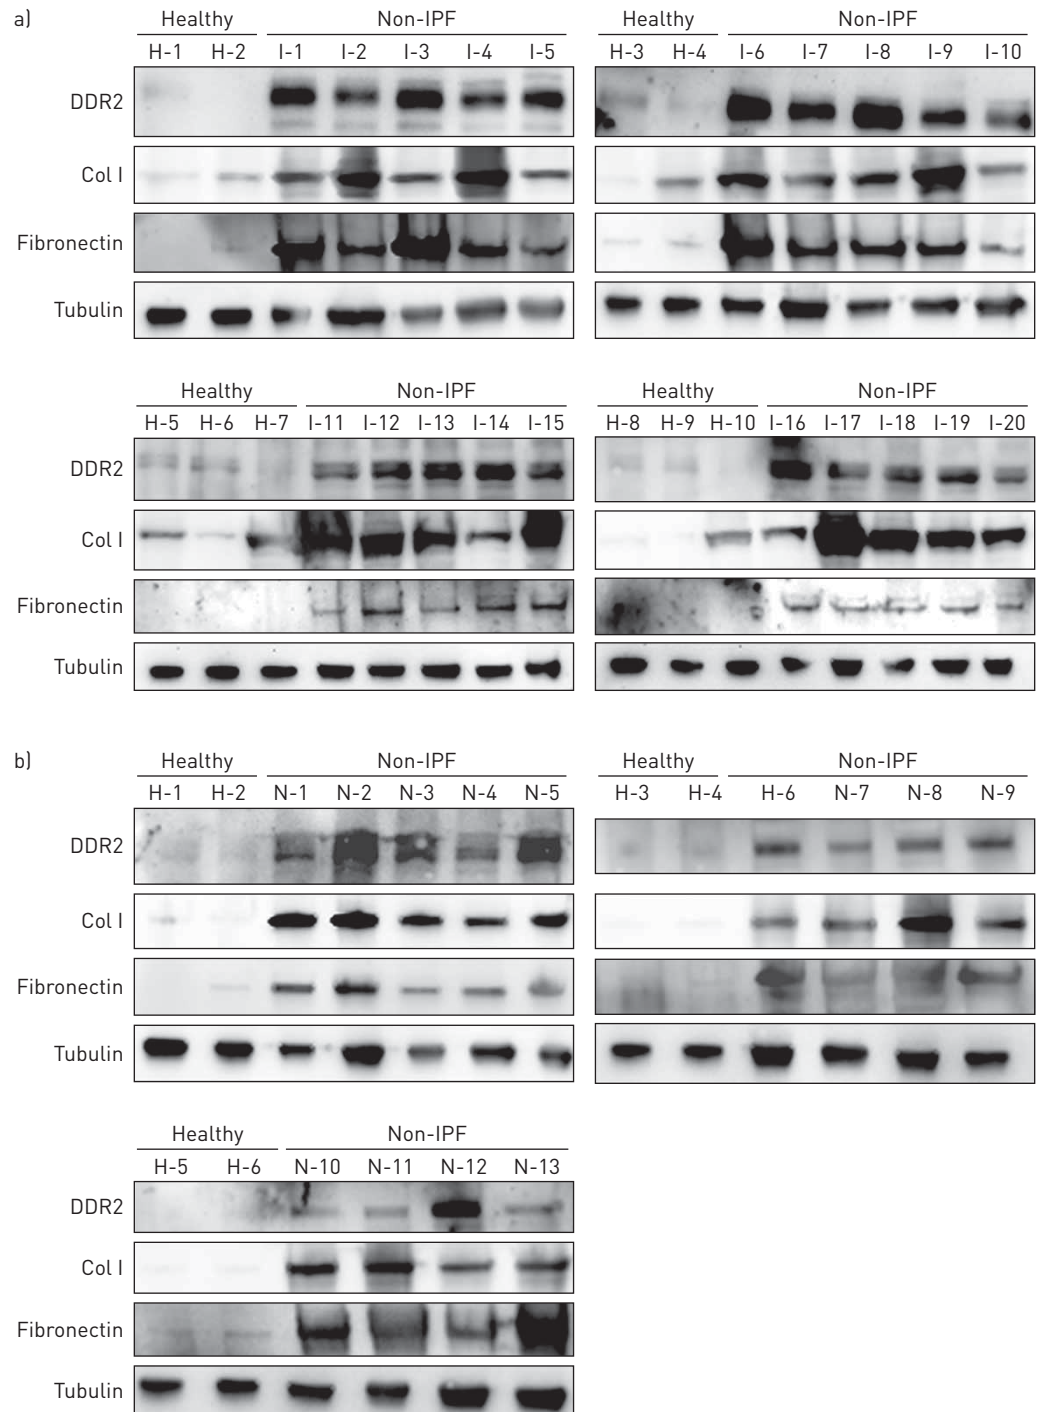 a)
Healthy Non-IPF
H-1 H-2 I-1 I-2 I-3 I-4 I-5
DDR2
Col I
Fibronectin
Tubulin
Healthy Non-IPF
H-3 H-4 I-6 I-7 I-8 I-9 I-10
Healthy Non-IPF
H-5 H-6 H-7 I-11 I-12 I-13 I-14 I-15
DDR2
Col I
Fibronectin
Tubulin
Healthy Non-IPF
H-8 H-9 H-10 I-16 I-17 I-18 I-19 I-20
b)
Healthy Non-IPF
H-1 H-2 N-1 N-2 N-3 N-4 N-5
DDR2
Col I
Fibronectin
Tubulin
Healthy Non-IPF
H-3 H-4 H-6 N-7 N-8 N-9
Healthy Non-IPF
H-5 H-6 N-10 N-11 N-12 N-13
DDR2
Col I
Fibronectin
Tubulin